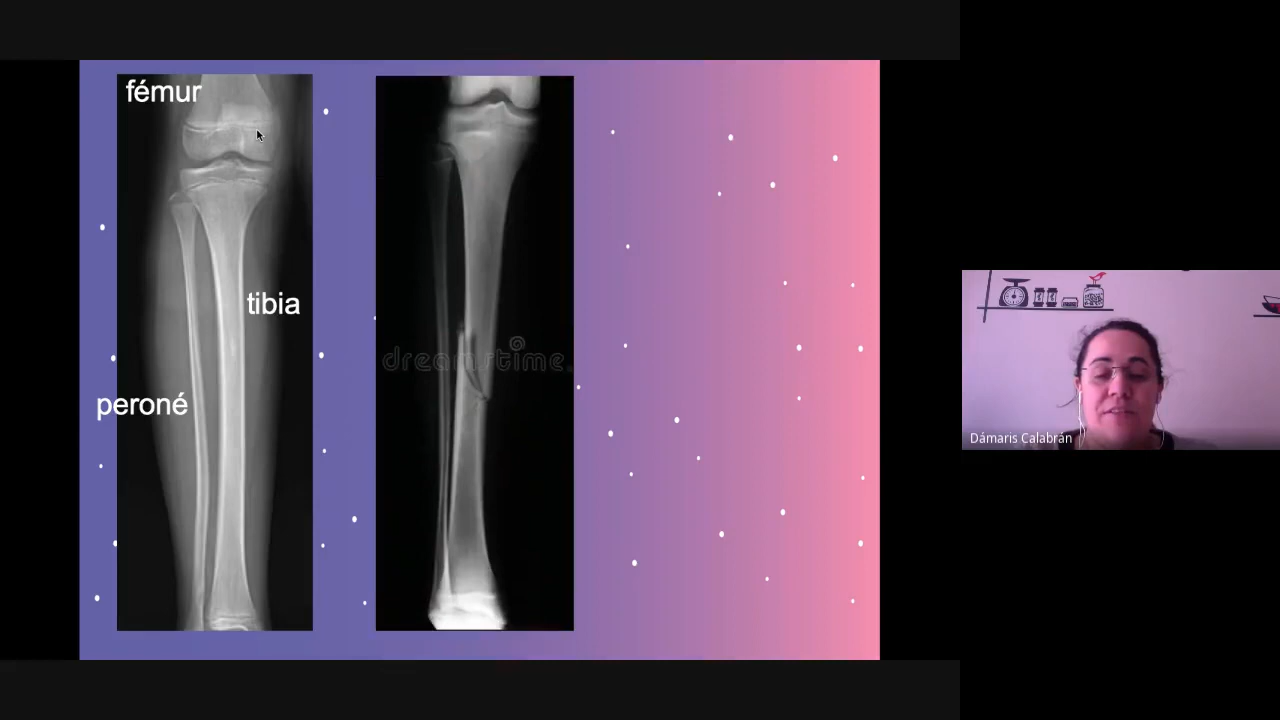 fémur
tibia
peroné
dreamstime.
Dámaris Calabrán